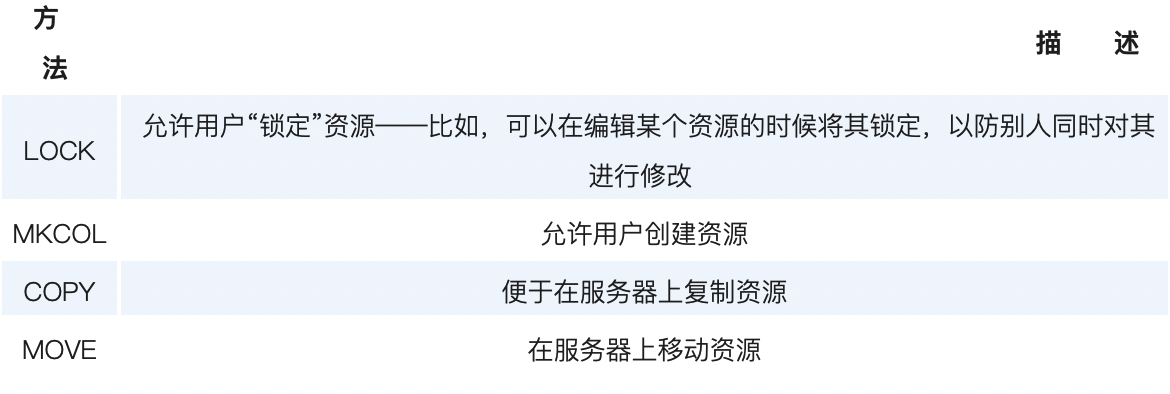 方
法
描 述
LOCK
允许用户“锁定”资源——比如，可以在编辑某个资源的时候将其锁定，以防别人同时对其
进行修改
MKCOL
允许用户创建资源
COPY
便于在服务器上复制资源
MOVE
在服务器上移动资源